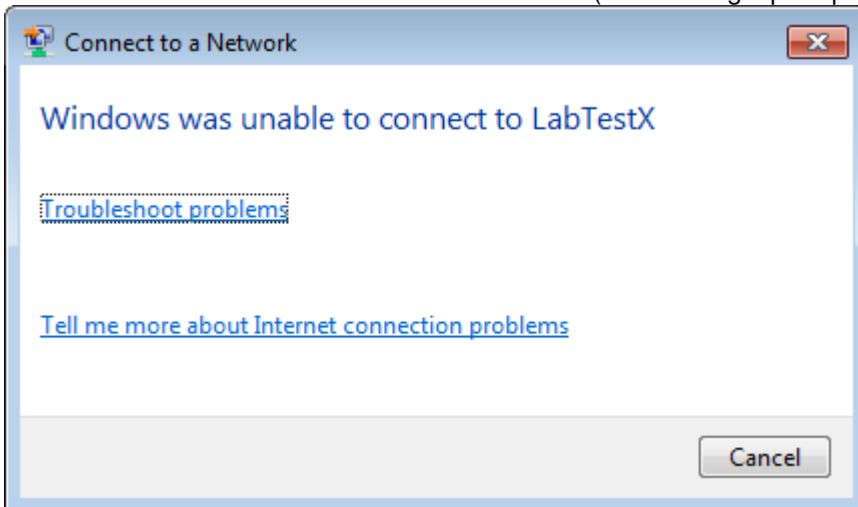 Connect to a Network
Windows was unable to connect to LabTestX
Troubleshoot problems
Tell me more about Internet connection problems
Cancel